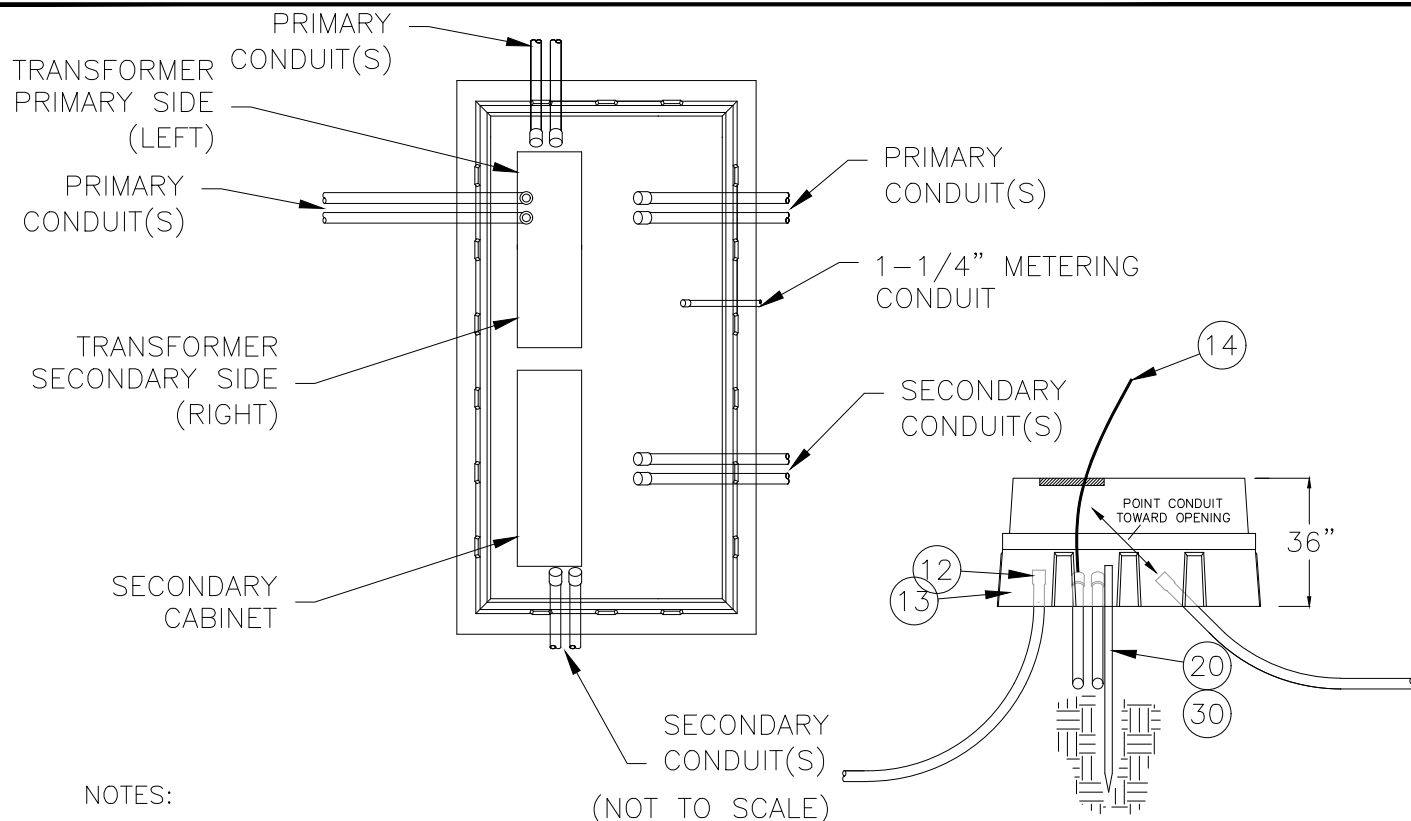 PRIMARY
CONDUIT(S)
TRANSFORMER
PRIMARY SIDE
(LEFT)
PRIMARY
CONDUIT(S)
PRIMARY
CONDUIT(S)
1-1/4" METERING
CONDUIT
TRANSFORMER
SECONDARY SIDE
(RIGHT)
SECONDARY
CONDUIT(S)
SECONDARY
CABINET
SECONDARY
CONDUIT(S)
(NOT TO SCALE)
14
POINT CONDUIT
TOWARD OPENING
36"
12
13
20
30
NOTES: